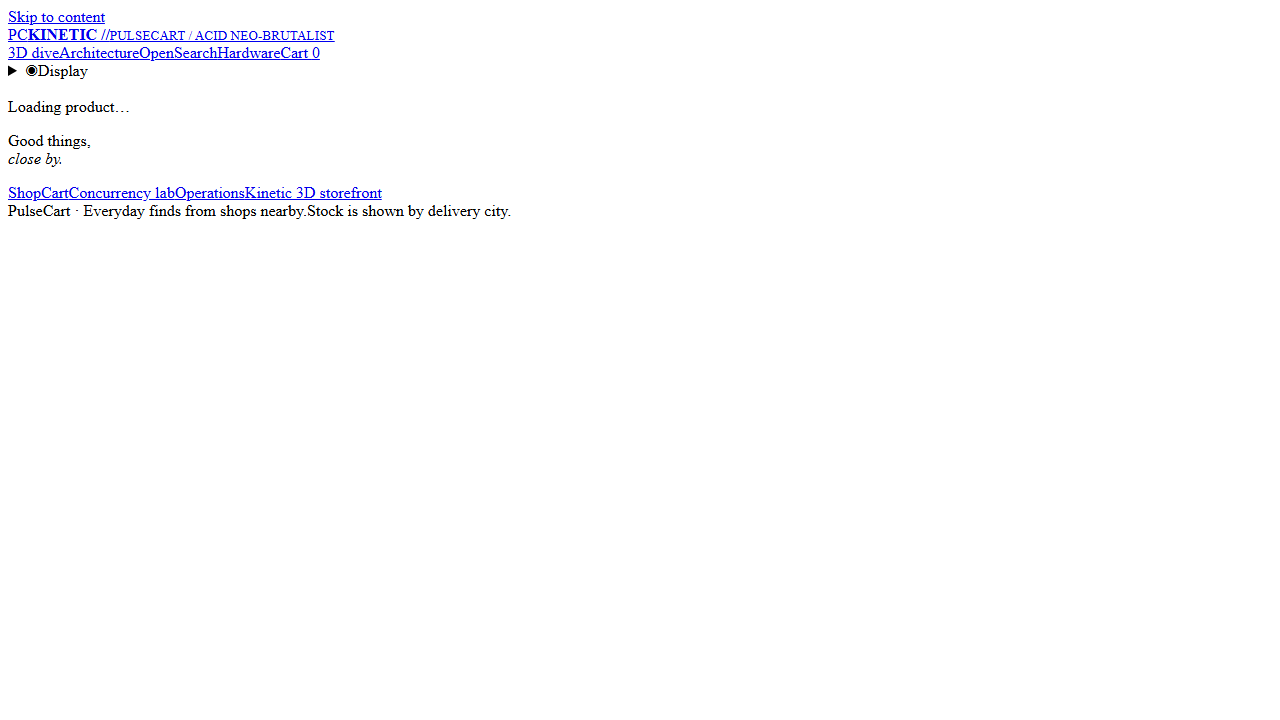 Skip to content
PCKINETIC //PULSECART / ACID NEO-BRUTALIST
3D diveArchitectureOpenSearchHardwareCart 0
▶ ◉Display
Loading product…
Good things,
close by.
ShopCartConcurrency labOperationsKinetic 3D storefront
PulseCart · Everyday finds from shops nearby.Stock is shown by delivery city.